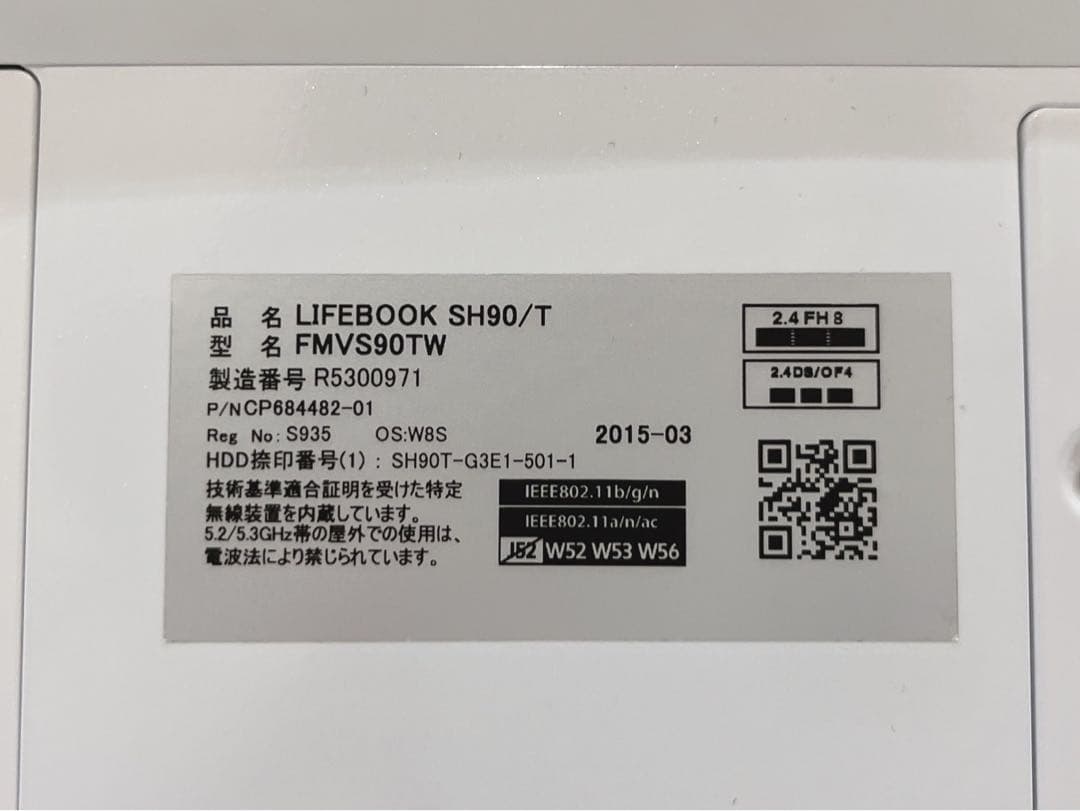 品 名 LIFEBOOK SH90/T
型 名 FMVS90TW
製造番号 R5300971
P/N CP684482-01
Reg No: S935 OS:W8S 2015-03
HDD捺印番号(1) : SH90T-G3E1-501-1
技術基準適合証明を受けた特定
無線装置を内蔵しています。
5.2/5.3GHz帯の屋外での使用は、
電波法により禁じられています。
IEEE802.11b/g/n
IEEE802.11a/n/ac
J52 W52 W53 W56
2.4FH8
2.4DS/OF4